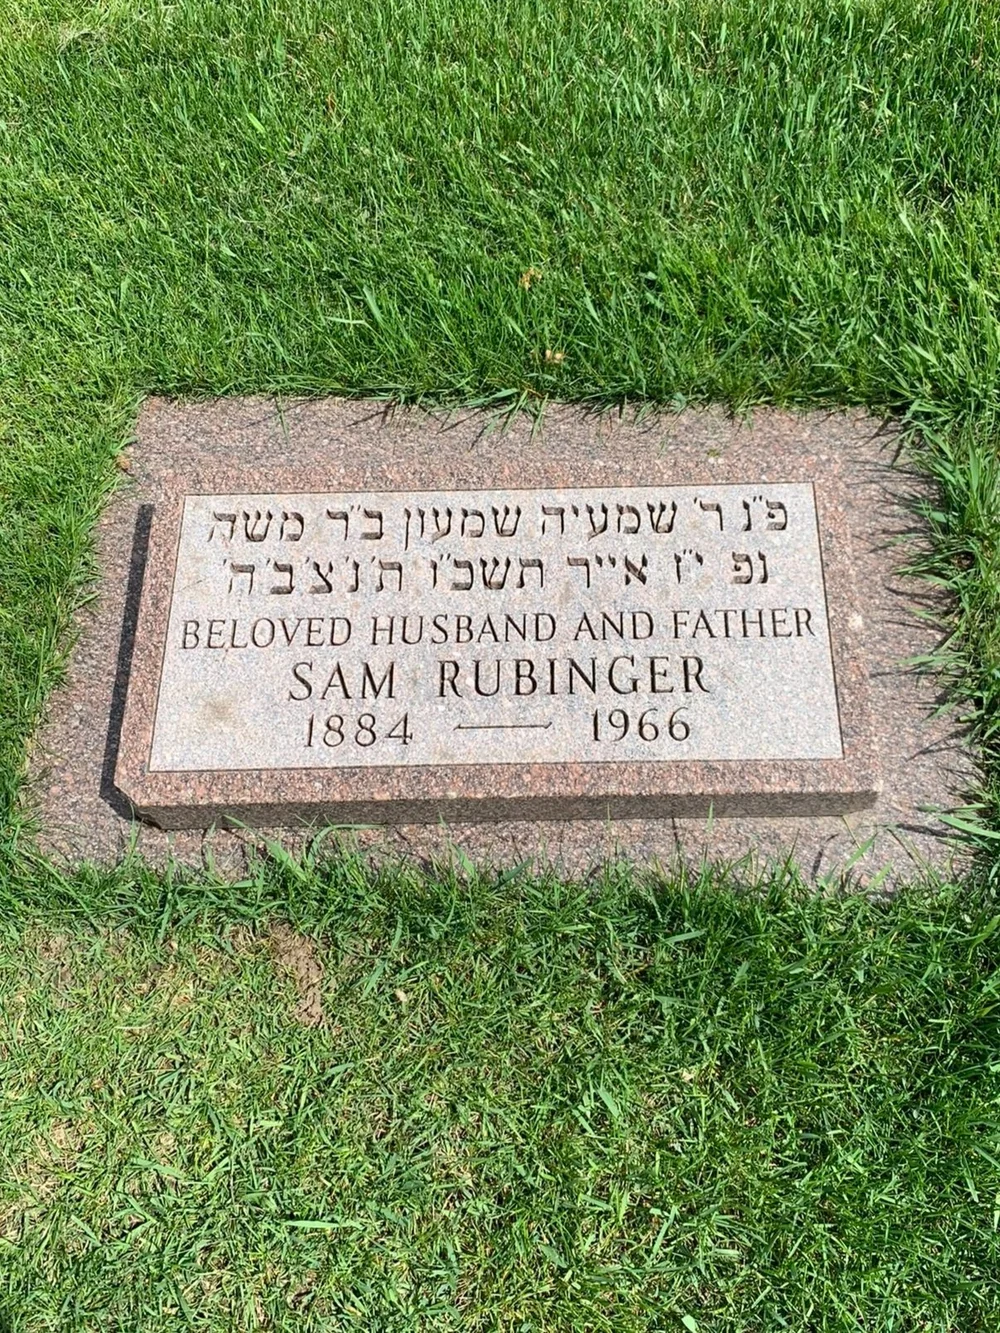 פ"נ ר' שמעיה שמעון ב"ר משה
נפ י"ז אייר תשכ"ו ת'נ'צ'ב'ה'
BELOVED HUSBAND AND FATHER
SAM RUBINGER
1884 — 1966